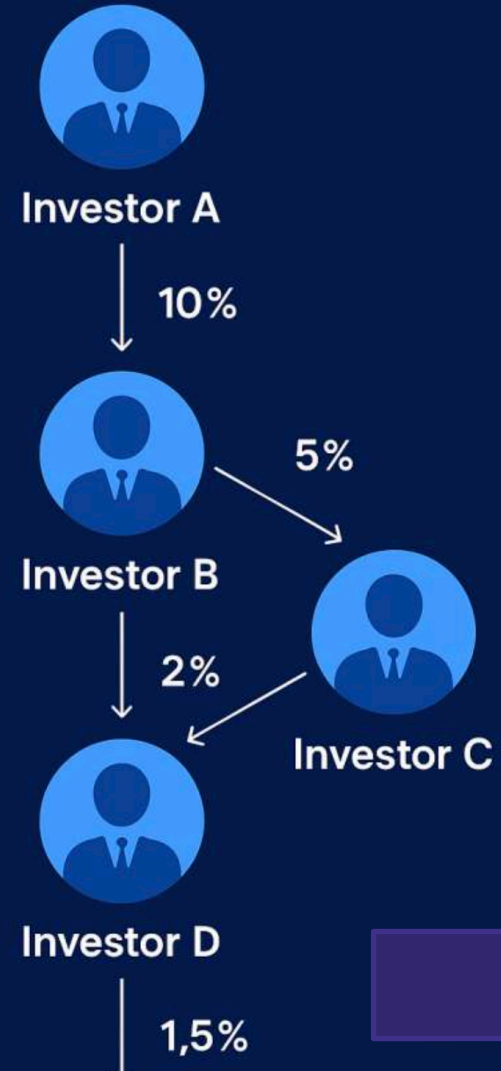 Investor A
10%
5%
Investor B
2%
Investor C
Investor D
1,5%